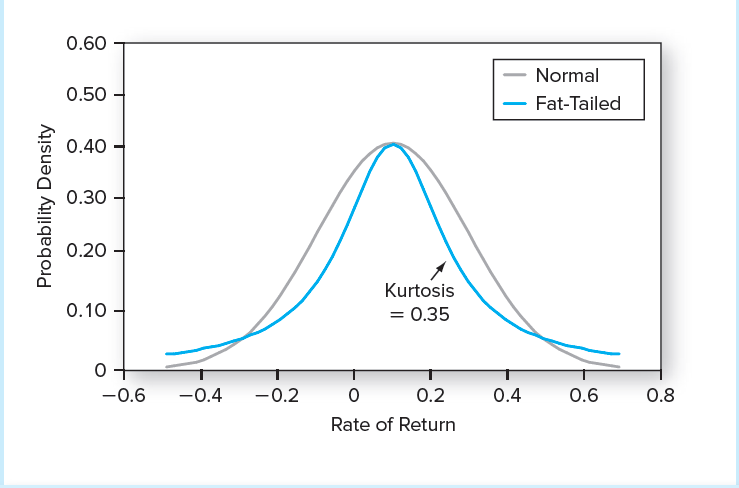 0.60
0.50
0.40
0.30
0.20
0.10
0
Probability Density
Normal
Fat-Tailed
Kurtosis
= 0.35
−0.6 −0.4 −0.2 0 0.2 0.4 0.6 0.8
Rate of Return